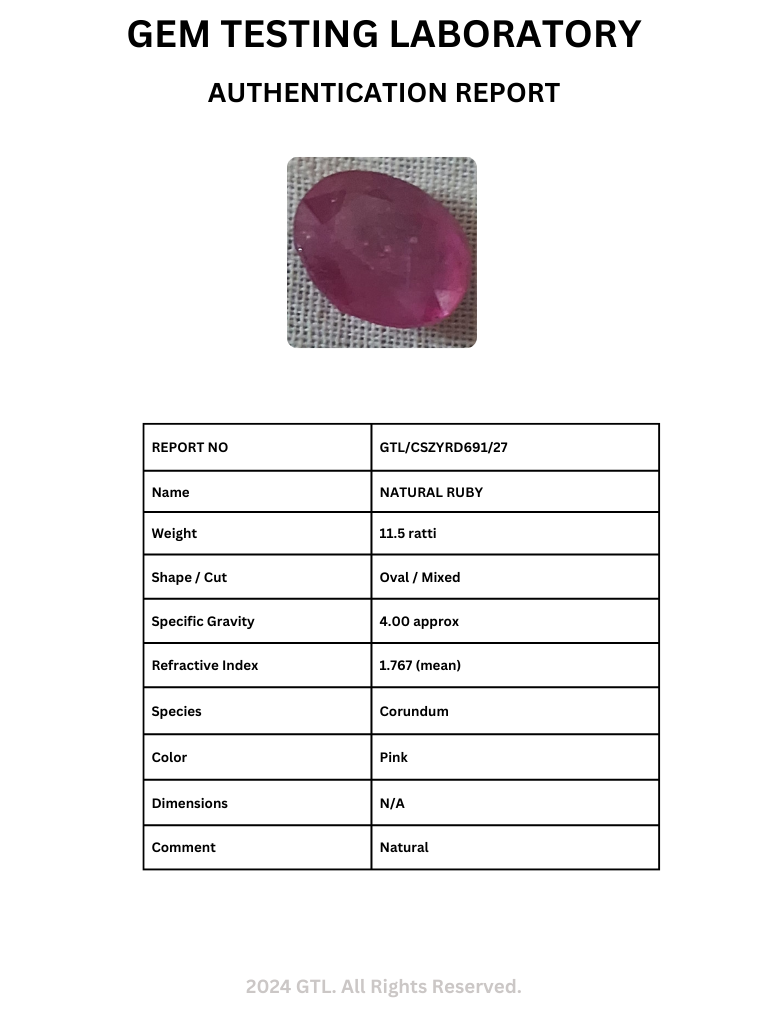 GEM TESTING LABORATORY
AUTHENTICATION REPORT
REPORT NO GTL/CSZYRD691/27
Name NATURAL RUBY
Weight 11.5 ratti
Shape / Cut Oval / Mixed
Specific Gravity 4.00 approx
Refractive Index 1.767 (mean)
Species Corundum
Color Pink
Dimensions N/A
Comment Natural
2024 GTL. All Rights Reserved.